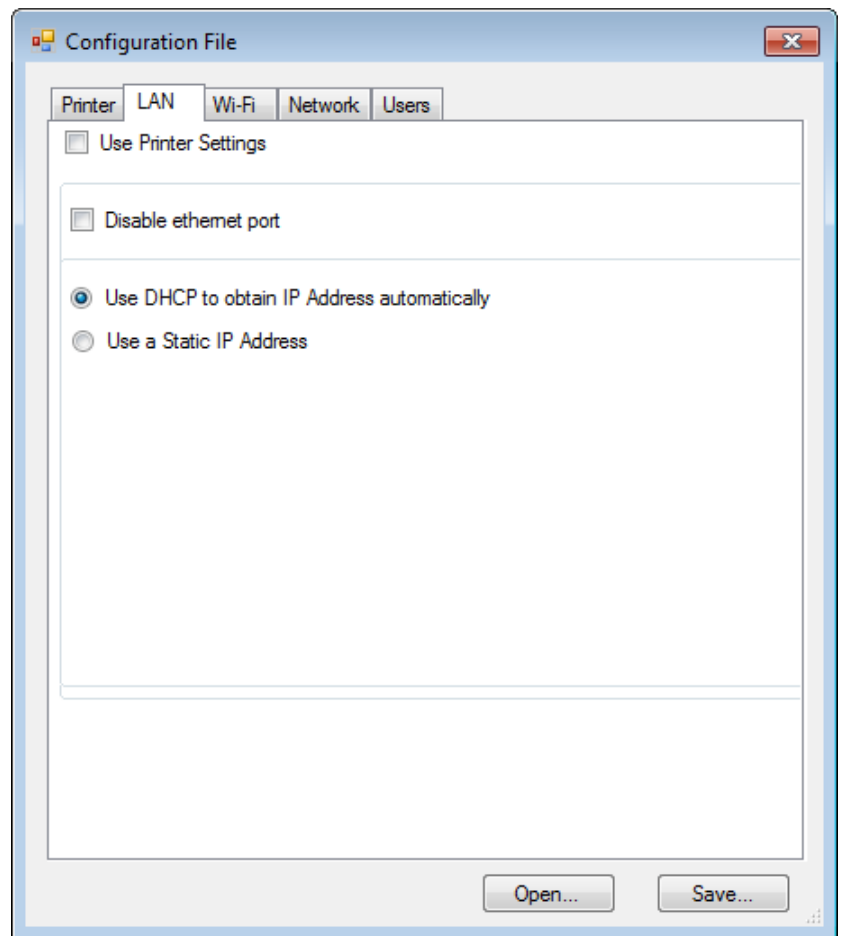 Configuration File
Printer LAN Wi-Fi Network Users
Use Printer Settings
Disable ethernet port
Use DHCP to obtain IP Address automatically
Use a Static IP Address
Open... Save...